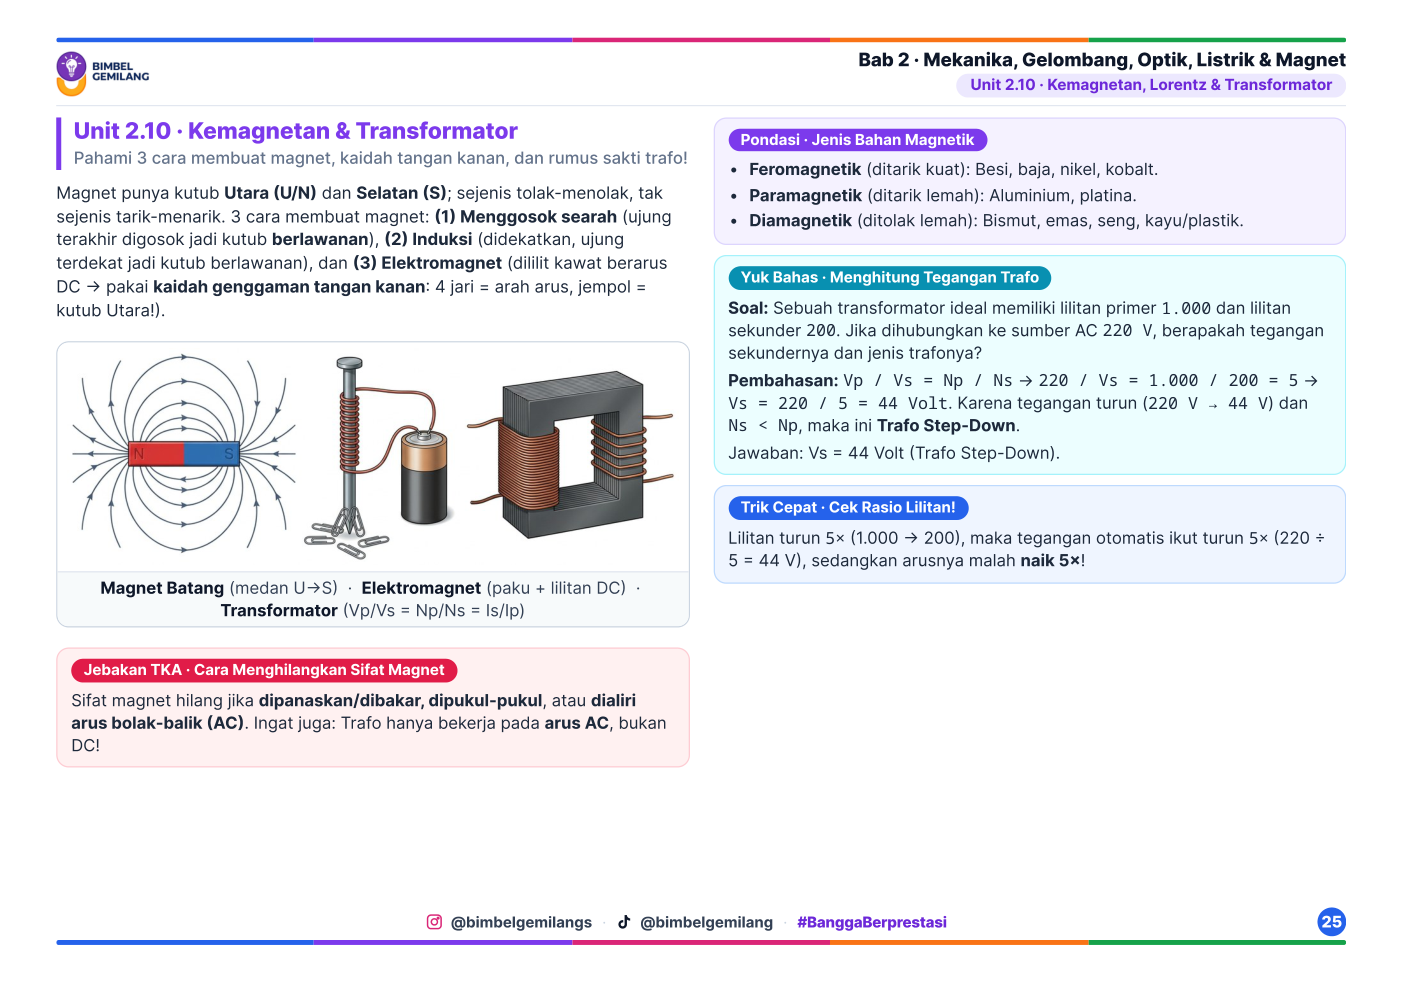 BIMBEL
GEMILANG
Bab 2 · Mekanika, Gelombang, Optik, Listrik & Magnet
Unit 2.10 · Kemagnetan, Lorentz & Transformator
Unit 2.10 · Kemagnetan & Transformator
Pahami 3 cara membuat magnet, kaidah tangan kanan, dan rumus sakti trafo!
Magnet punya kutub Utara (U/N) dan Selatan (S); sejenis tolak-menolak, tak
sejenis tarik-menarik. 3 cara membuat magnet: (1) Menggosok searah (ujung
terakhir digosok jadi kutub berlawanan), (2) Induksi (didekatkan, ujung
terdekat jadi kutub berlawanan), dan (3) Elektromagnet (dililit kawat berarus
DC → pakai kaidah genggaman tangan kanan: 4 jari = arah arus, jempol =
kutub Utara!).
N S
Magnet Batang (medan U→S) · Elektromagnet (paku + lilitan DC) ·
Transformator (Vp/Vs = Np/Ns = Is/Ip)
Jebakan TKA · Cara Menghilangkan Sifat Magnet
Sifat magnet hilang jika dipanaskan/dibakar, dipukul-pukul, atau dialiri
arus bolak-balik (AC). Ingat juga: Trafo hanya bekerja pada arus AC, bukan
DC!
Pondasi · Jenis Bahan Magnetik
• Feromagnetik (ditarik kuat): Besi, baja, nikel, kobalt.
• Paramagnetik (ditarik lemah): Aluminium, platina.
• Diamagnetik (ditolak lemah): Bismut, emas, seng, kayu/plastik.
Yuk Bahas · Menghitung Tegangan Trafo
Soal: Sebuah transformator ideal memiliki lilitan primer 1.000 dan lilitan
sekunder 200. Jika dihubungkan ke sumber AC 220 V, berapakah tegangan
sekundernya dan jenis trafonya?
Pembahasan: Vp / Vs = Np / Ns → 220 / Vs = 1.000 / 200 = 5 →
Vs = 220 / 5 = 44 Volt. Karena tegangan turun (220 V → 44 V) dan
Ns < Np, maka ini Trafo Step-Down.
Jawaban: Vs = 44 Volt (Trafo Step-Down).
Trik Cepat · Cek Rasio Lilitan!
Lilitan turun 5× (1.000 → 200), maka tegangan otomatis ikut turun 5× (220 ÷
5 = 44 V), sedangkan arusnya malah naik 5×!
@bimbelgemilangs · @bimbelgemilang · #BanggaBerprestasi
25